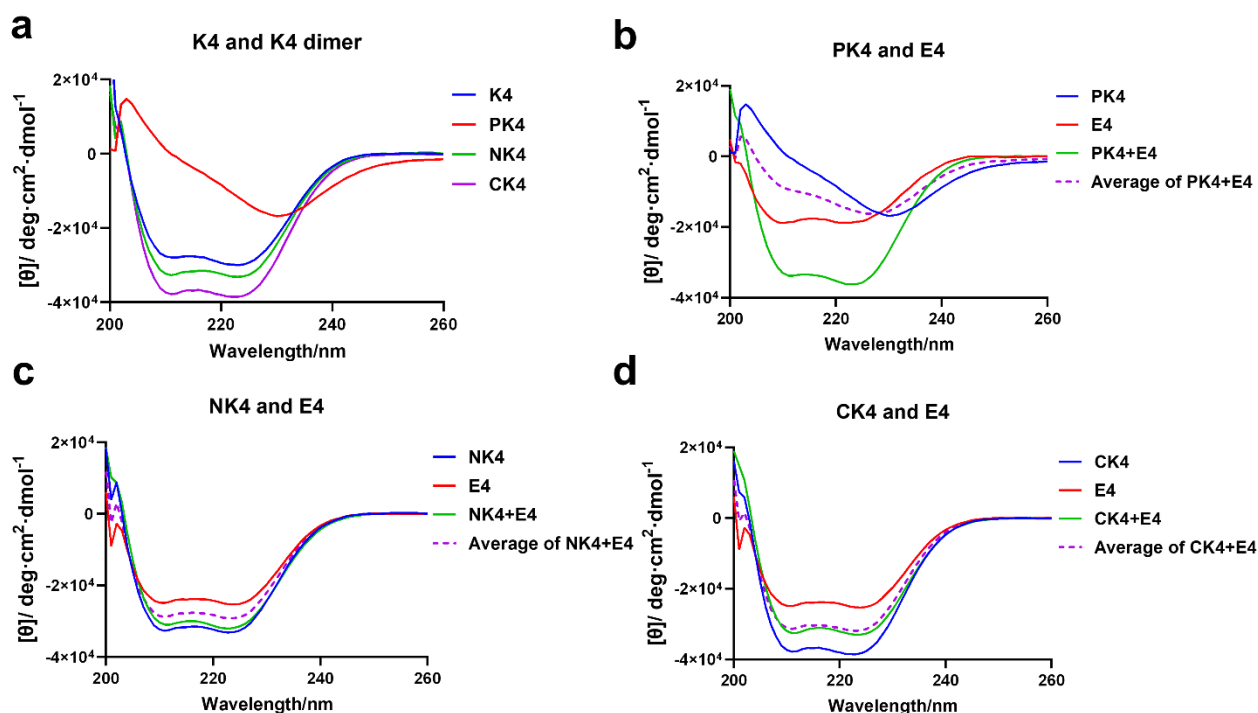 a
K4 and K4 dimer
[θ]/ deg·cm²·dmol⁻¹
2×10⁴
0
-2×10⁴
-4×10⁴
200
220
240
260
Wavelength/nm
K4
PK4
NK4
CK4
b
PK4 and E4
[θ]/ deg·cm²·dmol⁻¹
2×10⁴
0
-2×10⁴
-4×10⁴
200
220
240
260
Wavelength/nm
PK4
E4
PK4+E4
Average of PK4+E4
c
NK4 and E4
[θ]/ deg·cm²·dmol⁻¹
2×10⁴
0
-2×10⁴
-4×10⁴
200
220
240
260
Wavelength/nm
NK4
E4
NK4+E4
Average of NK4+E4
d
CK4 and E4
[θ]/ deg·cm²·dmol⁻¹
2×10⁴
0
-2×10⁴
-4×10⁴
200
220
240
260
Wavelength/nm
CK4
E4
CK4+E4
Average of CK4+E4